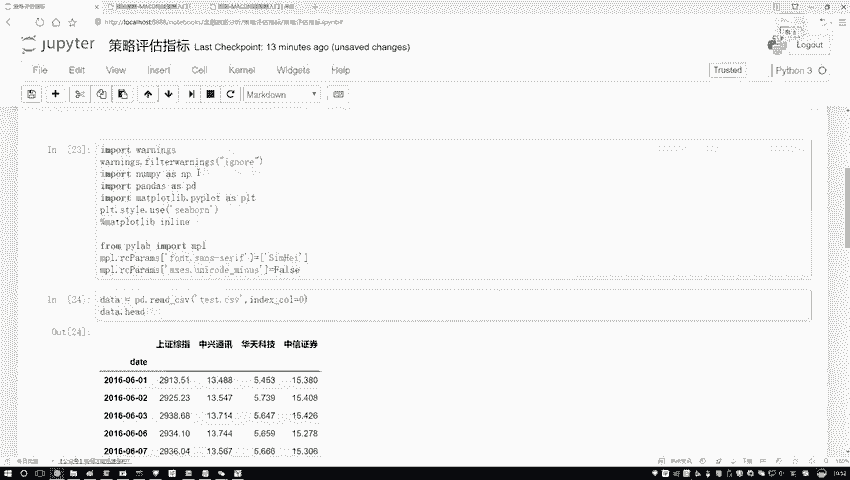 http://localhost:8888/notebooks/
jupyter 策略评估指标 Last Checkpoint: 13 minutes ago (unsaved changes)
Logout
File Edit View Insert Cell Kernel Widgets Help
Trusted
Python 3
Markdown
In [23]:
import warnings
warnings.filterwarnings("ignore")
import numpy as np
import pandas as pd
import matplotlib.pyplot as plt
plt.style.use('seaborn')
%matplotlib inline
from pylab import mpl
mpl.rcParams['font.sans-serif']=['SimHei']
mpl.rcParams['axes.unicode_minus']=False
In [24]:
data = pd.read_csv('test.csv',index_col=0)
data.head
Out[24]:
上证综指 中兴通讯 华天科技 中信证券
date
2016-06-01 2913.51 13.488 5.453 15.380
2016-06-02 2925.23 13.547 5.739 15.408
2016-06-03 2938.68 13.714 5.647 15.426
2016-06-06 2934.10 13.744 5.659 15.278
2016-06-07 2936.04 13.567 5.668 15.306